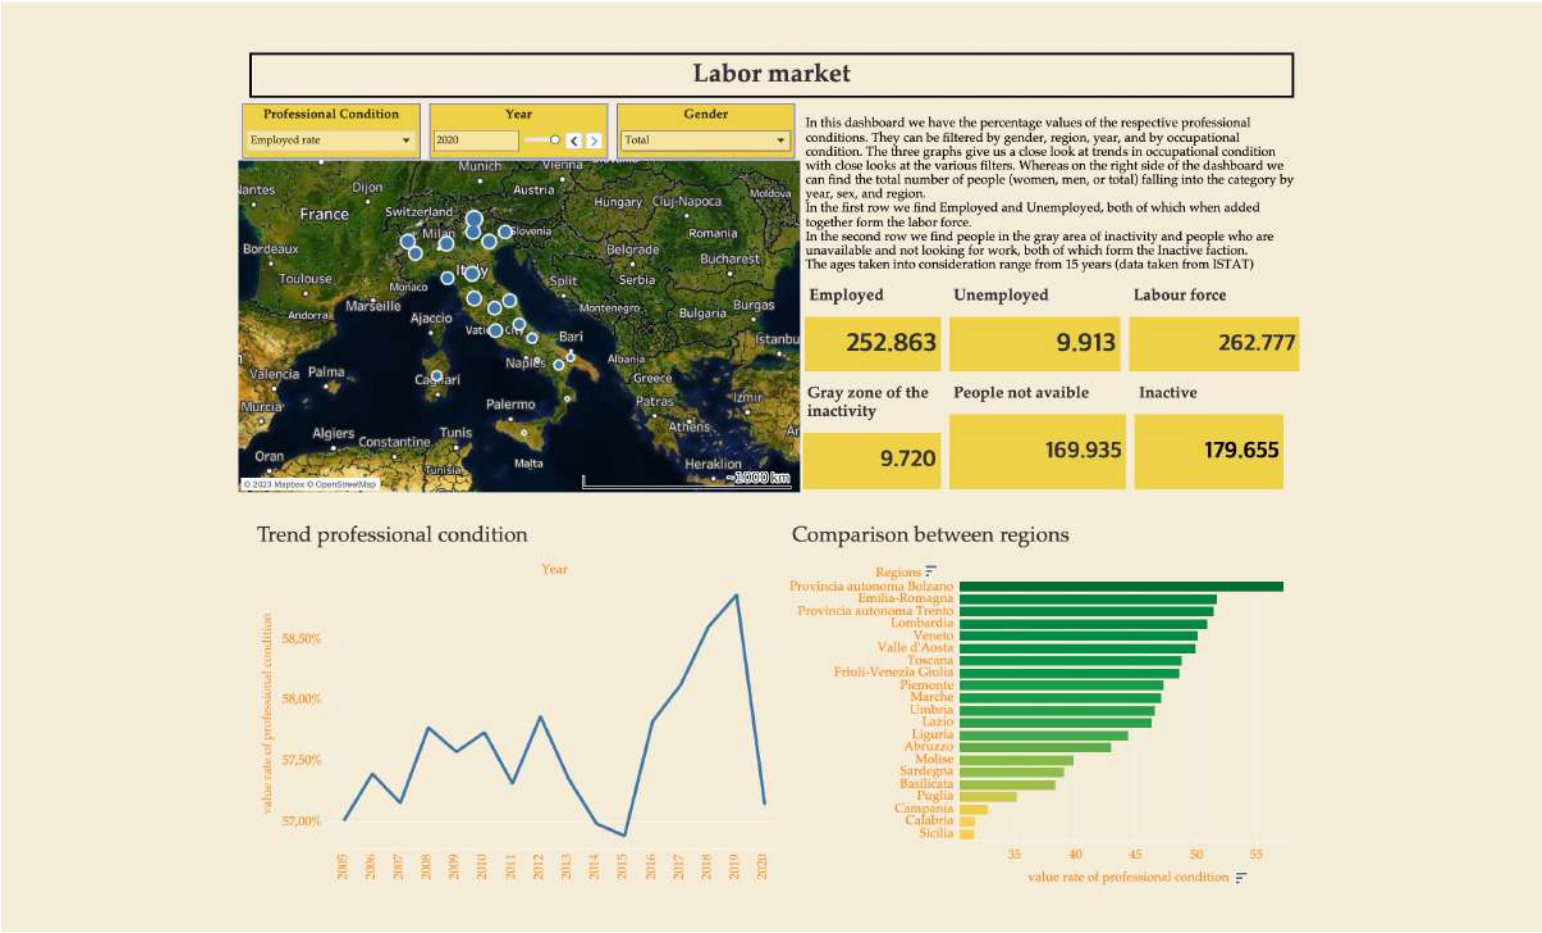 Labor market
Professional Condition
Year
Gender
Employed rate
2020
Total
In this dashboard we have the percentage values of the respective professional
conditions. They can be filtered by gender, region, year, and by occupational
condition. The three graphs give us a close look at trends in occupational condition
with close looks at the various filters. Whereas on the right side of the dashboard we
can find the total number of people (women, men, or total) falling into the category by
year, sex, and region.
In the first row we find Employed and Unemployed, both of which when added
together form the labor force.
In the second row we find people in the gray area of inactivity and people who are
unavailable and not looking for work, both of which form the Inactive faction.
The ages taken into consideration range from 15 years (data taken from ISTAT)
Munich
Vienna
Nantes
Dijon
Austria
Moldova
France
Switzerland
Hungary
Cluj-Napoca
Milan
Slovenia
Romania
Bordeaux
Belgrade
Bucharest
Toulouse
Italy
Split
Serbia
Monaco
Andorra
Marseille
Montenegro
Bulgaria
Burgas
Ajaccio
Vatican City
Bari
Istanbu
Naples
Albania
Valencia
Palma
Cagliari
Greece
Murcia
Palermo
Patras
Izmir
Athens
Algiers
Constantine
Tunis
Oran
Tunisia
Malta
Heraklion
~1000 km
© 2023 Mapbox © OpenStreetMap
Employed
Unemployed
Labour force
252.863
9.913
262.777
Gray zone of the
inactivity
People not avaible
Inactive
9.720
169.935
179.655
Trend professional condition
Year
value rate of professional condition
58,50%
58,00%
57,50%
57,00%
2005
2006
2007
2008
2009
2010
2011
2012
2013
2014
2015
2016
2017
2018
2019
2020
Comparison between regions
Regions
Provincia autonoma Bolzano
Emilia-Romagna
Provincia autonoma Trento
Lombardia
Veneto
Valle d'Aosta
Toscana
Friuli-Venezia Giulia
Piemonte
Marche
Umbria
Lazio
Liguria
Abruzzo
Molise
Sardegna
Basilicata
Puglia
Campania
Calabria
Sicilia
35
40
45
50
55
value rate of professional condition